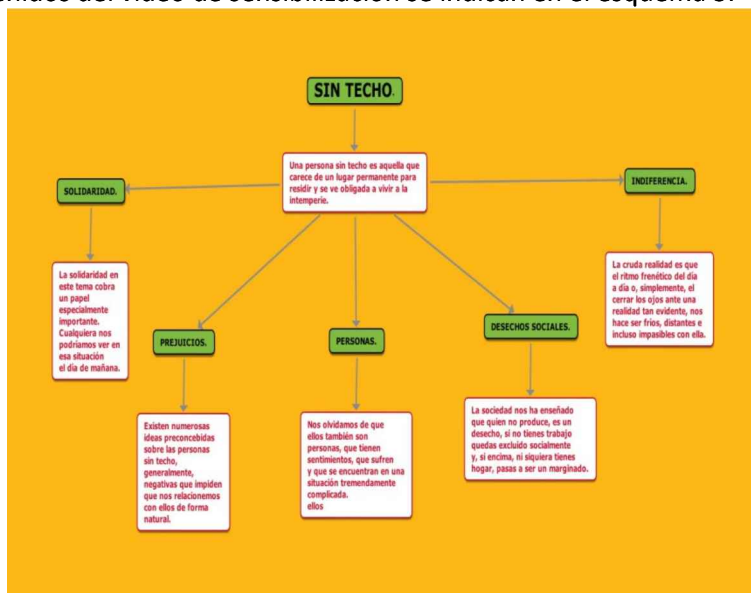 del video de sensibilización se indican en el esquema
SIN TECHO.
Una persona sin techo es aquella que
carece de un lugar permanente para
residir y se ve obligada a vivir a la
intemperie.
SOLIDARIDAD.
INDIFERENCIA.
La solidaridad en
este tema cobra
un papel
especialmente
importante.
Cualquiera nos
podríamos ver en
esa situación
el día de mañana.
La cruda realidad es que
el ritmo frenético del día
a día o, simplemente, el
cerrar los ojos ante una
realidad tan evidente, nos
hace ser fríos, distantes e
incluso impasibles con ella.
PREJUICIOS.
PERSONAS.
DESECHOS SOCIALES.
Existen numerosas
ideas preconcebidas
sobre las personas
sin techo,
generalmente,
negativas que impiden
que nos relacionemos
con ellos de forma
natural.
Nos olvidamos de que
ellos también son
personas, que tienen
sentimientos, que sufren
y que se encuentran en una
situación tremendamente
complicada.
ellos
La sociedad nos ha enseñado
que quien no produce, es un
desecho, si no tienes trabajo
quedas excluido socialmente
y, si encima, ni siquiera tienes
hogar, pasas a ser un marginado.